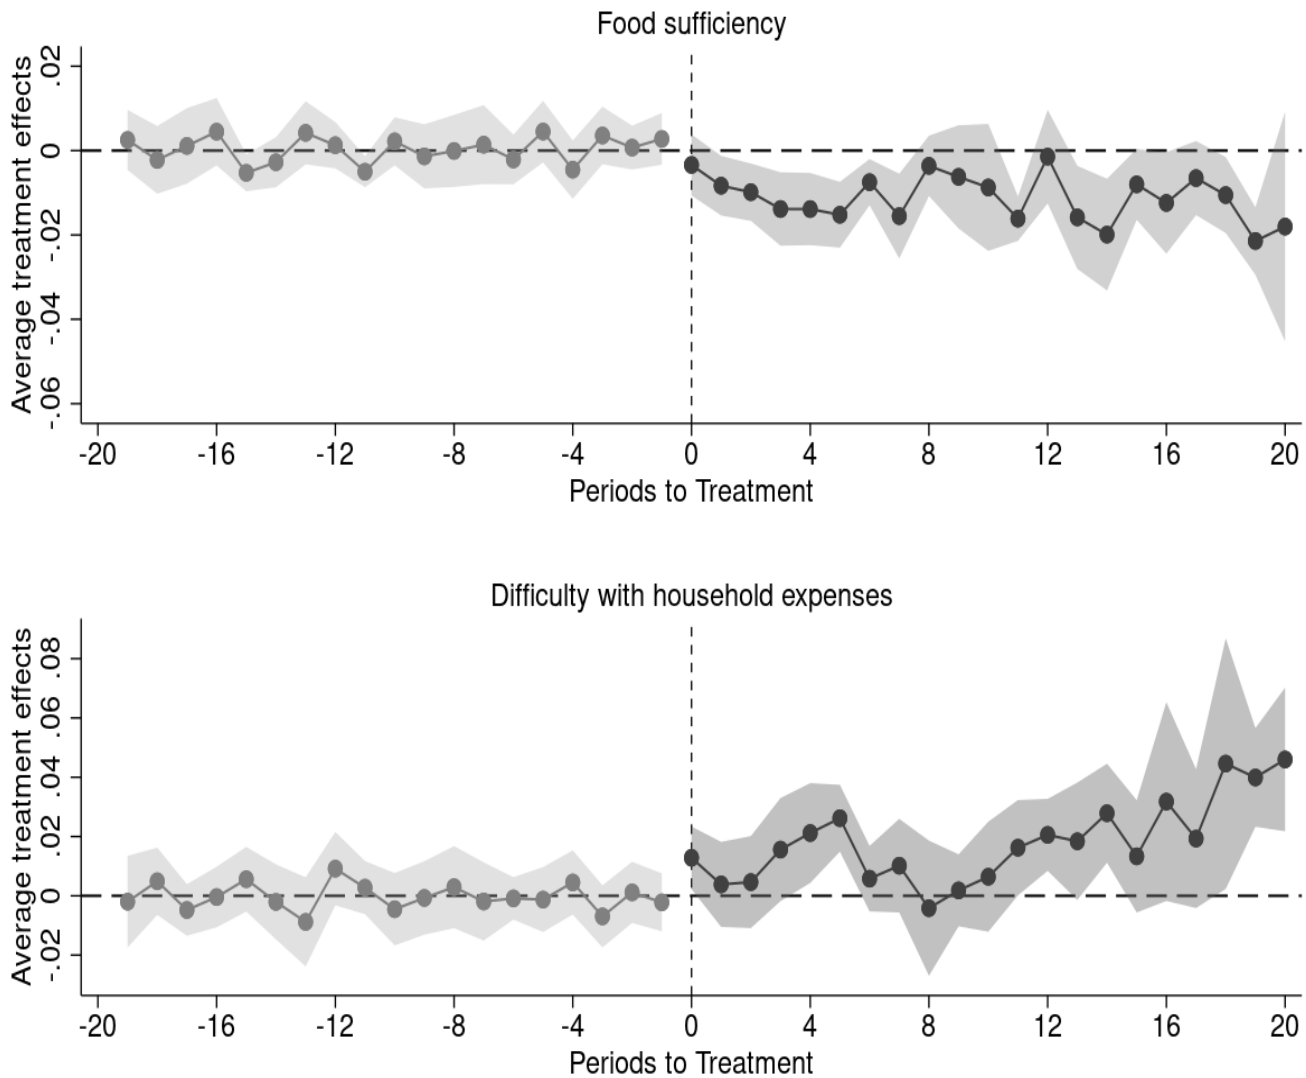 Food sufficiency
Average treatment effects
.02
0
-.02
-.04
-.06
-20 -16 -12 -8 -4 0 4 8 12 16 20
Periods to Treatment
Difficulty with household expenses
Average treatment effects
.08
.06
.04
.02
0
-.02
-20 -16 -12 -8 -4 0 4 8 12 16 20
Periods to Treatment